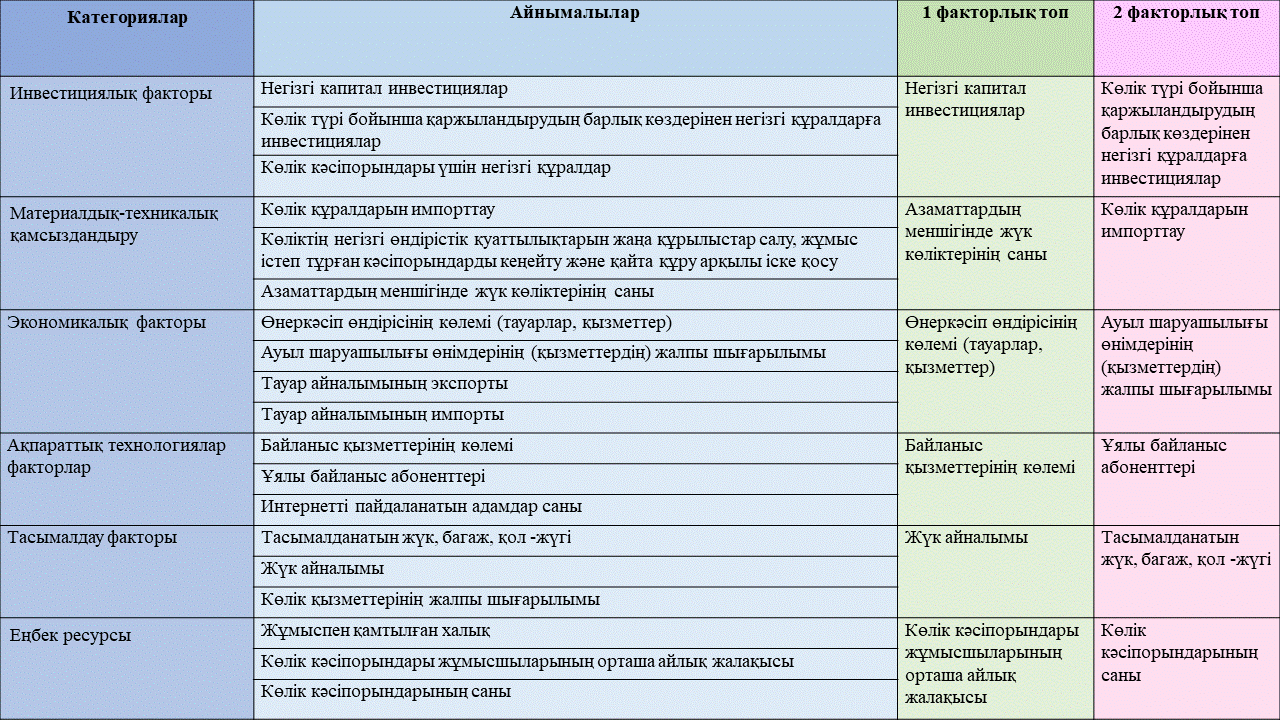 Категориялар
Айнымалылар
1 факторлық топ
2 факторлық топ
Инвестициялық факторы
Негізгі капитал инвестициялар
Көлік түрі бойынша қаржыландырудың барлық көздерінен негізгі құралдарға
инвестициялар
Көлік кәсіпорындары үшін негізгі құралдар
Негізгі капитал
инвестициялар
Көлік түрі бойынша
қаржыландырудың
барлық көздерінен
негізгі құралдарға
инвестициялар
Материалдық-техникалық
қамсыздандыру
Көлік құралдарын импорттау
Көліктің негізгі өндірістік қуаттылықтарын жаңа құрылыстар салу, жұмыс
істеп тұрған кәсіпорындарды кеңейту және қайта құру арқылы іске қосу
Азаматтардың меншігінде жүк көліктерінің саны
Азаматтардың
меншігінде жүк
көліктерінің саны
Көлік құралдарын
импорттау
Экономикалық факторы
Өнеркәсіп өндірісінің көлемі (тауарлар, қызметтер)
Ауыл шаруашылығы өнімдерінің (қызметтердің) жалпы шығарылымы
Тауар айналымының экспорты
Тауар айналымының импорты
Өнеркәсіп өндірісінің
көлемі (тауарлар,
қызметтер)
Ауыл шаруашылығы
өнімдерінің
(қызметтердің)
жалпы шығарылымы
Ақпараттық технологиялар
факторлар
Байланыс қызметтерінің көлемі
Ұялы байланыс абоненттері
Интернетті пайдаланатын адамдар саны
Байланыс
қызметтерінің көлемі
Ұялы байланыс
абоненттері
Тасымалдау факторы
Тасымалданатын жүк, багаж, қол -жүгі
Жүк айналымы
Көлік қызметтерінің жалпы шығарылымы
Жүк айналымы
Тасымалданатын
жүк, багаж, қол -жүгі
Еңбек ресурсы
Жұмыспен қамтылған халық
Көлік кәсіпорындары жұмысшыларының орташа айлық жалақысы
Көлік кәсіпорындарының саны
Көлік кәсіпорындары
жұмысшыларының
орташа айлық
жалақысы
Көлік
кәсіпорындарының
саны